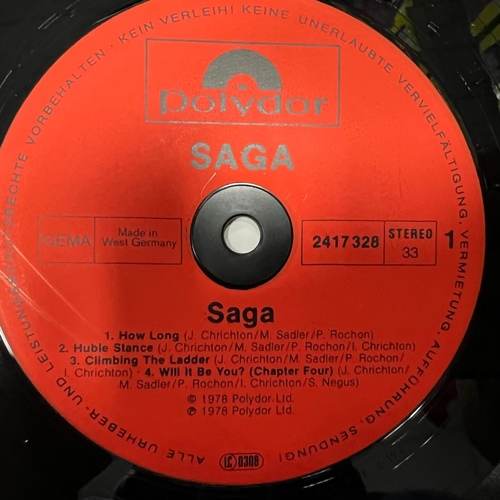 Polydor
SAGA
GEMA
Made in
West Germany
2417 328
STEREO
33
1
Saga
1. How Long (J. Chrichton/M. Sadler/P. Rochon)
2. Huble Stance (J. Chrichton/M. Sadler/P. Rochon/I. Chrichton)
3. Climbing The Ladder (J. Chrichton/M. Sadler/P. Rochon/
I. Chrichton) · 4. Will It Be You? (Chapter Four) (J. Chrichton/
M. Sadler/P. Rochon/I. Chrichton/S. Negus)
© 1978 Polydor Ltd.
℗ 1978 Polydor Ltd.
LC 0309
ALLE URHEBER- UND LEISTUNGSSCHUTZRECHTE VORBEHALTEN · KEIN VERLEIH! KEINE UNERLAUBTE VERVIELFÄLTIGUNG, VERMIETUNG, AUFFÜHRUNG, SENDUNG!